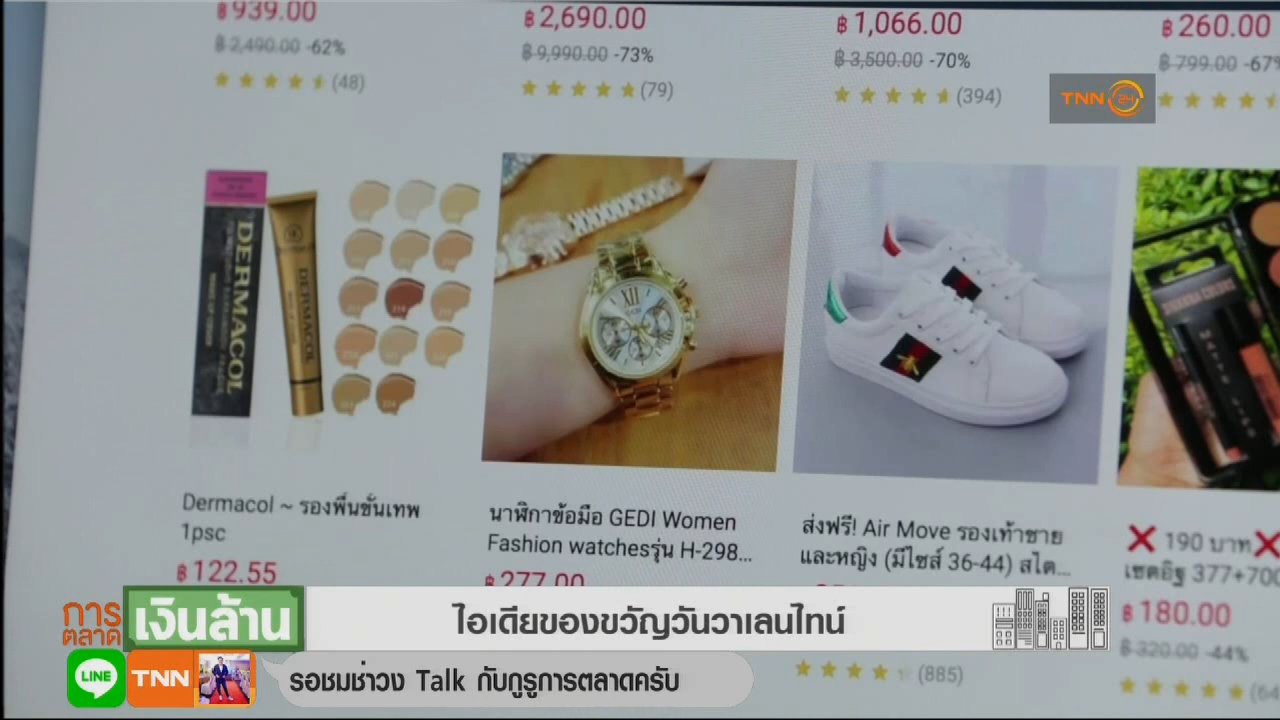 ฿939.00
฿2,690.00
฿1,066.00
฿260.00
฿2,490.00 -62%
฿9,990.00 -73%
฿3,500.00 -70%
฿799.00 -67%
(48)
(79)
(394)
TNN 24
DERMACOL
DERMACOL
Dermacol ~ รองพื้นขั้นเทพ
1psc
฿122.55
นาฬิกาข้อมือ GEDI Women
Fashion watchesรุ่น H-298...
฿277.00
ส่งฟรี! Air Move รองเท้าชาย
และหญิง (มีไซส์ 36-44) สไต...
(885)
❌ 190 บาท❌
เซตอิฐ 377+700
฿180.00
฿320.00 -44%
(64
การ
ตลาด
เงินล้าน
ไอเดียของขวัญวันวาเลนไทน์
LINE
TNN
รอชมช่าวง Talk กับกูรูการตลาดครับ